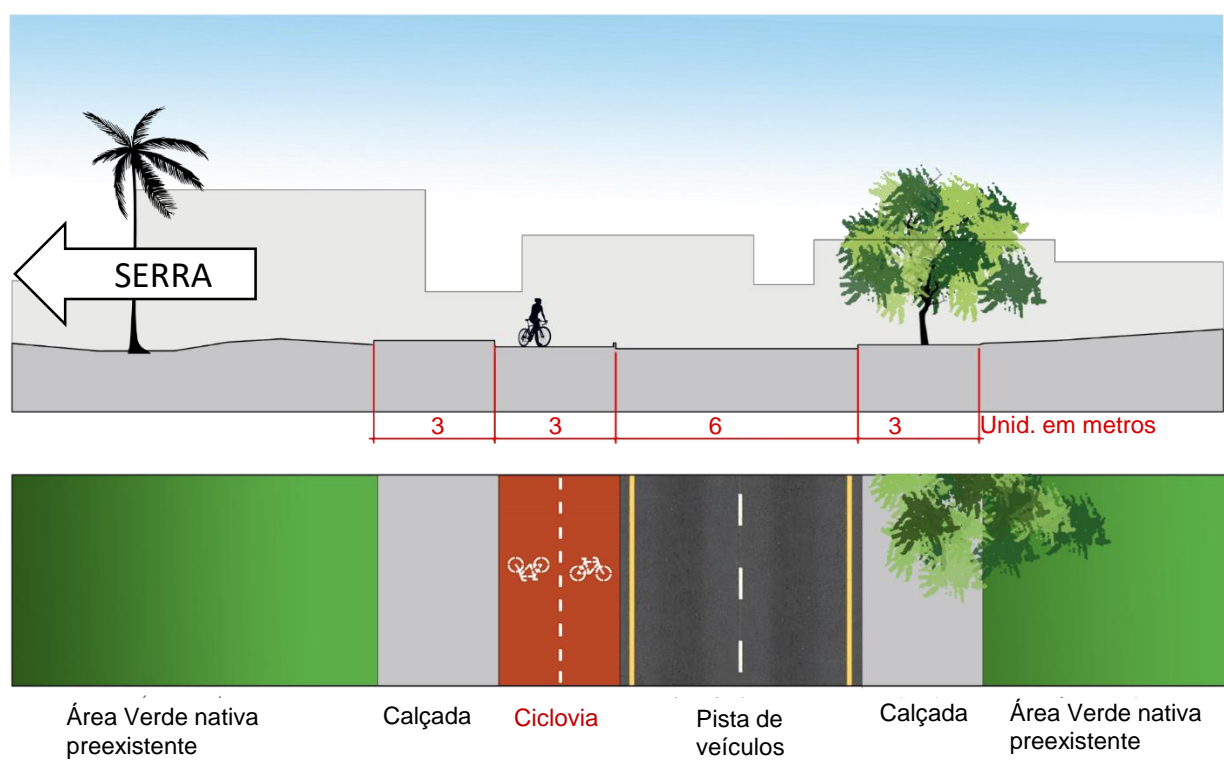 SERRA
3 3 6 3 Unid. em metros
Área Verde nativa
preexistente
Calçada
Ciclovia
Pista de
veículos
Calçada
Área Verde nativa
preexistente